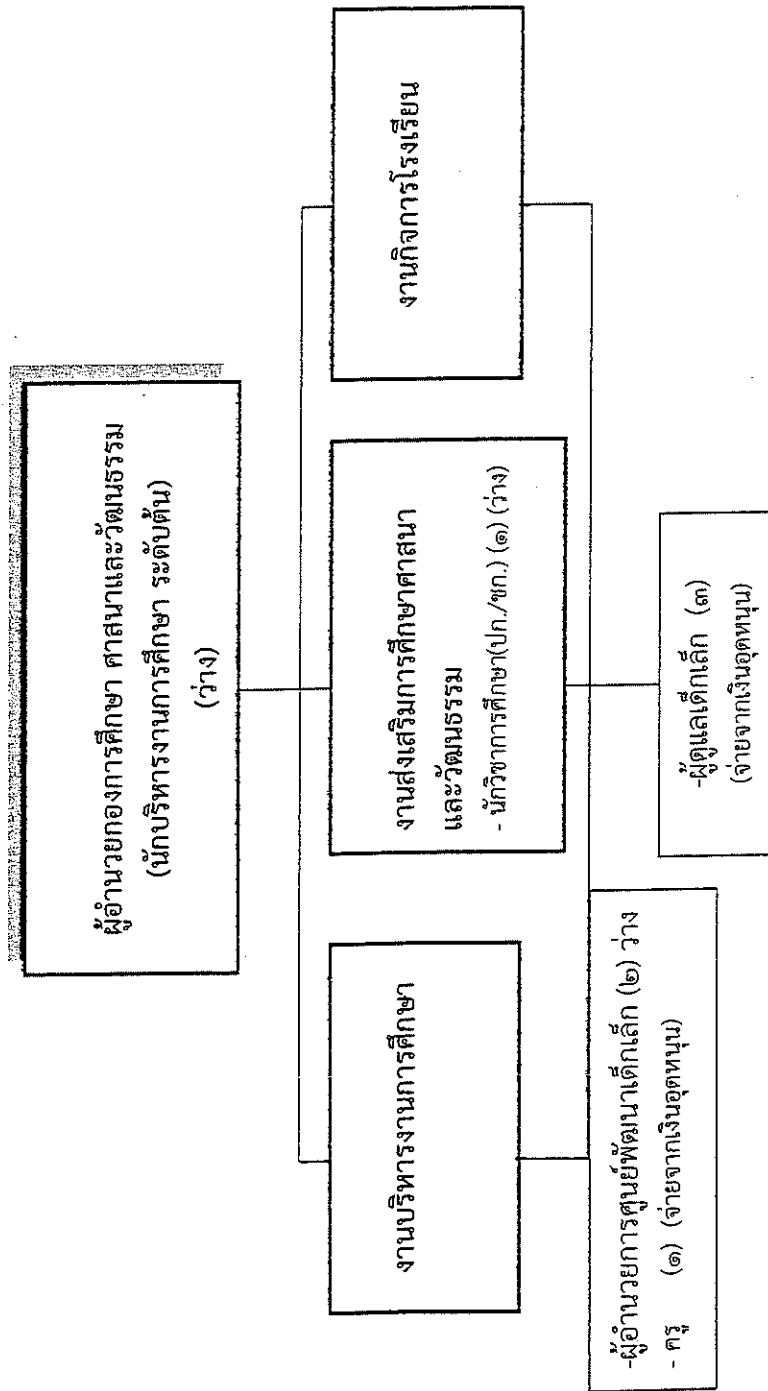 ผู้อำนวยกองการศึกษา ศาสนาและวัฒนธรรม
(นักบริหารงานการศึกษา ระดับต้น)
(ว่าง)
งานบริหารงานการศึกษา
งานส่งเสริมการศึกษาศาสนา
และวัฒนธรรม
- นักวิชาการศึกษา(ปก./ชก.) (๑) (ว่าง)
งานกิจการโรงเรียน
-ผู้อำนวยการศูนย์พัฒนาเด็กเล็ก (๒) ว่าง
- ครู (๑) (จ่ายจากเงินอุดหนุน)
-ผู้ดูแลเด็กเล็ก (๓)
(จ่ายจากเงินอุดหนุน)